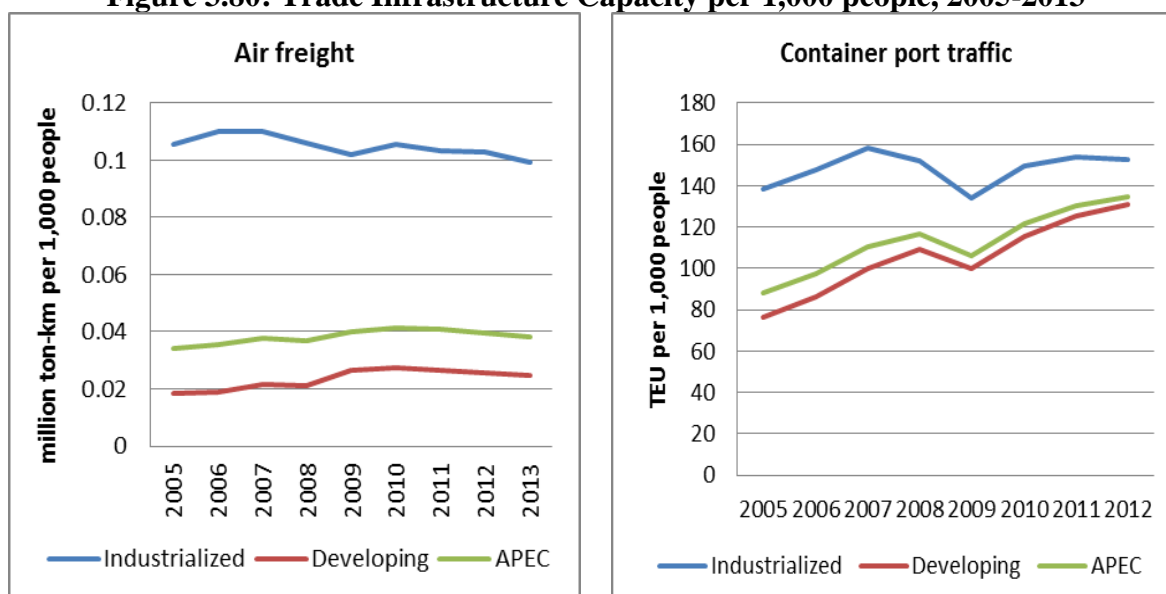 Figure 3.80: Trade Infrastructure Capacity per 1,000 people, 2005-2013
Air freight
million ton-km per 1,000 people
0.12
0.1
0.08
0.06
0.04
0.02
0
2005 2006 2007 2008 2009 2010 2011 2012 2013
Industrialized Developing APEC
Container port traffic
TEU per 1,000 people
180
160
140
120
100
80
60
40
20
0
2005 2006 2007 2008 2009 2010 2011 2012
Industrialized Developing APEC